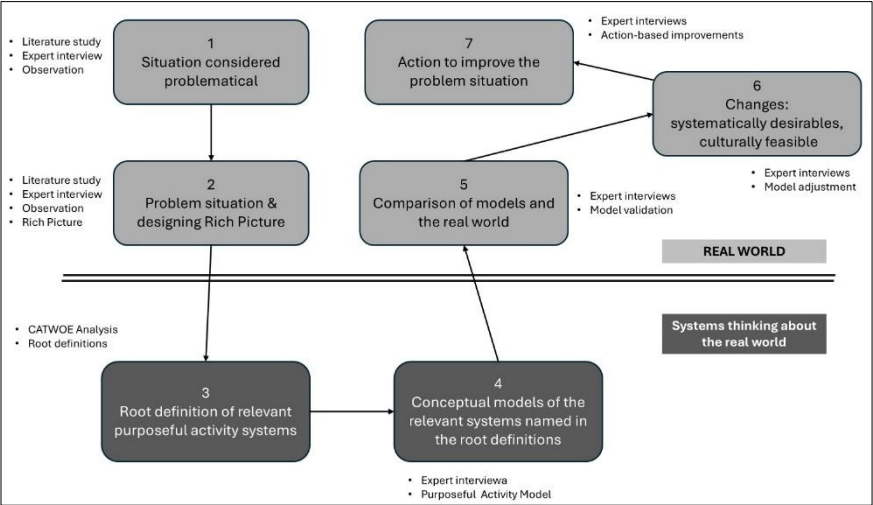 • Literature study
• Expert interview
• Observation
1
Situation considered
problematical
7
Action to improve the
problem situation
• Expert interviews
• Action-based improvements
6
Changes:
systematically desirables,
culturally feasible
• Expert interviews
• Model adjustment
• Literature study
• Expert interview
• Observation
• Rich Picture
2
Problem situation &
designing Rich Picture
5
Comparison of models and
the real world
• Expert interviews
• Model validation
REAL WORLD
Systems thinking about
the real world
• CATWOE Analysis
• Root definitions
3
Root definition of relevant
purposeful activity systems
4
Conceptual models of the
relevant systems named in
the root definitions
• Expert interviewa
• Purposeful Activity Model